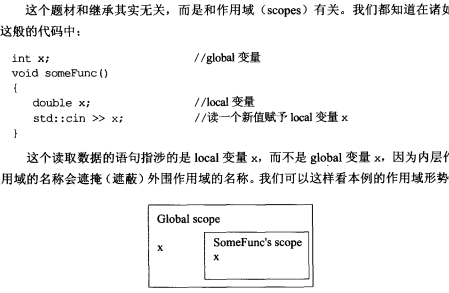 这个题材和继承其实无关，而是和作用域（scopes）有关。我们都知道在诸如
这般的代码中：
int x; //global 变量
void someFunc()
{
double x; //local 变量
std::cin >> x; //读一个新值赋予 local 变量 x
}
这个读取数据的语句指涉的是 local 变量 x，而不是 global 变量 x，因为内层作
用域的名称会遮掩（遮蔽）外围作用域的名称。我们可以这样看本例的作用域形势
Global scope
x
SomeFunc's scope
x